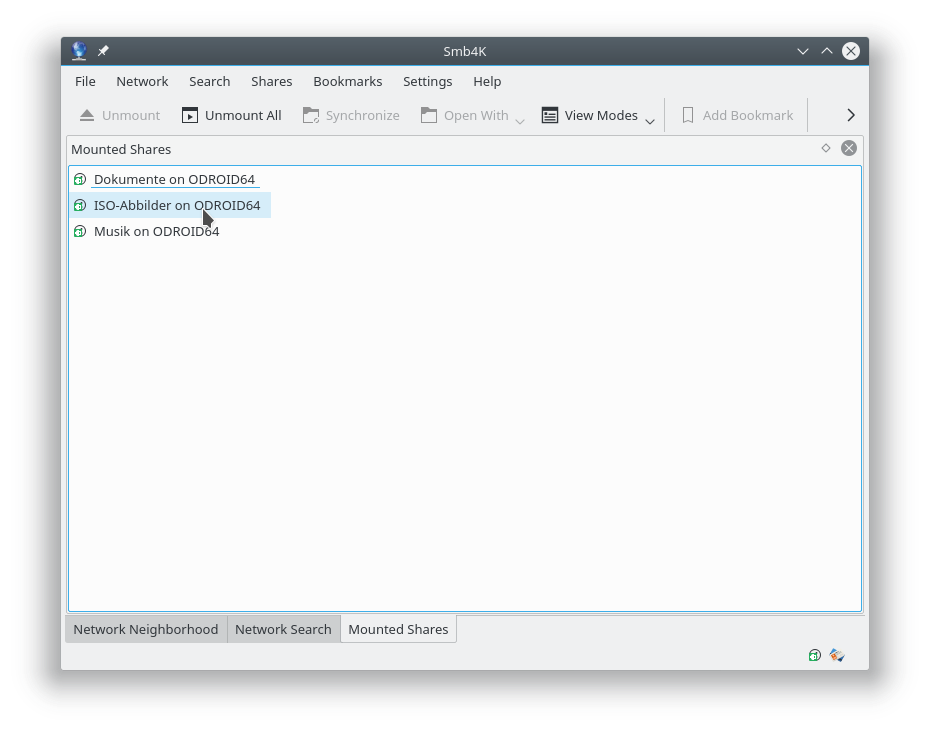 Smb4K
File Network Search Shares Bookmarks Settings Help
Unmount Unmount All Synchronize Open With View Modes Add Bookmark
Mounted Shares
Dokumente on ODROID64
ISO-Abbilder on ODROID64
Musik on ODROID64
Network Neighborhood Network Search Mounted Shares